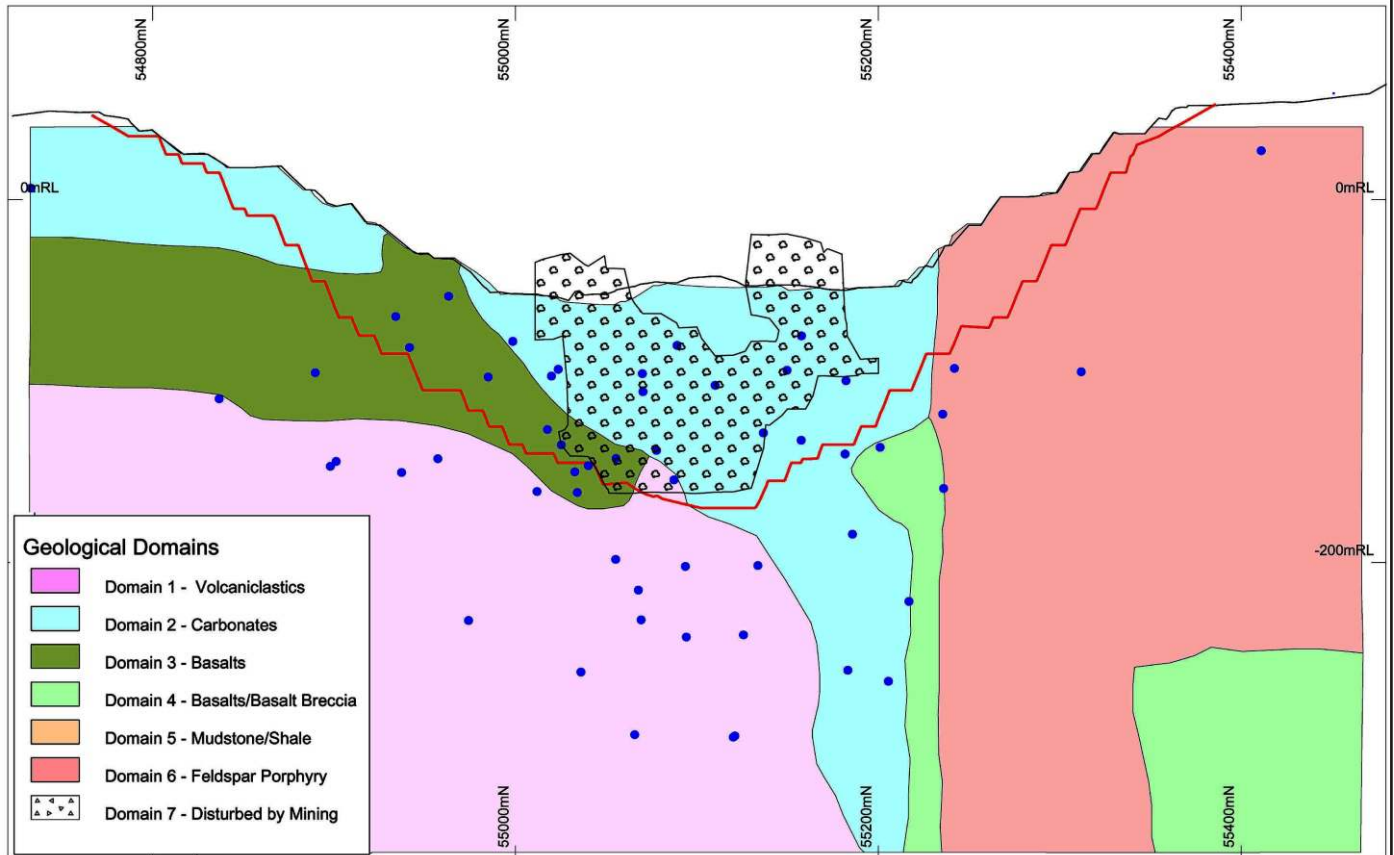 54800mN
55000mN
55200mN
55400mN
0mRL
0mRL
-200mRL
Geological Domains
Domain 1 - Volcaniclastics
Domain 2 - Carbonates
Domain 3 - Basalts
Domain 4 - Basalts/Basalt Breccia
Domain 5 - Mudstone/Shale
Domain 6 - Feldspar Porphyry
Domain 7 - Disturbed by Mining
55000mN
55200mN
55400mN